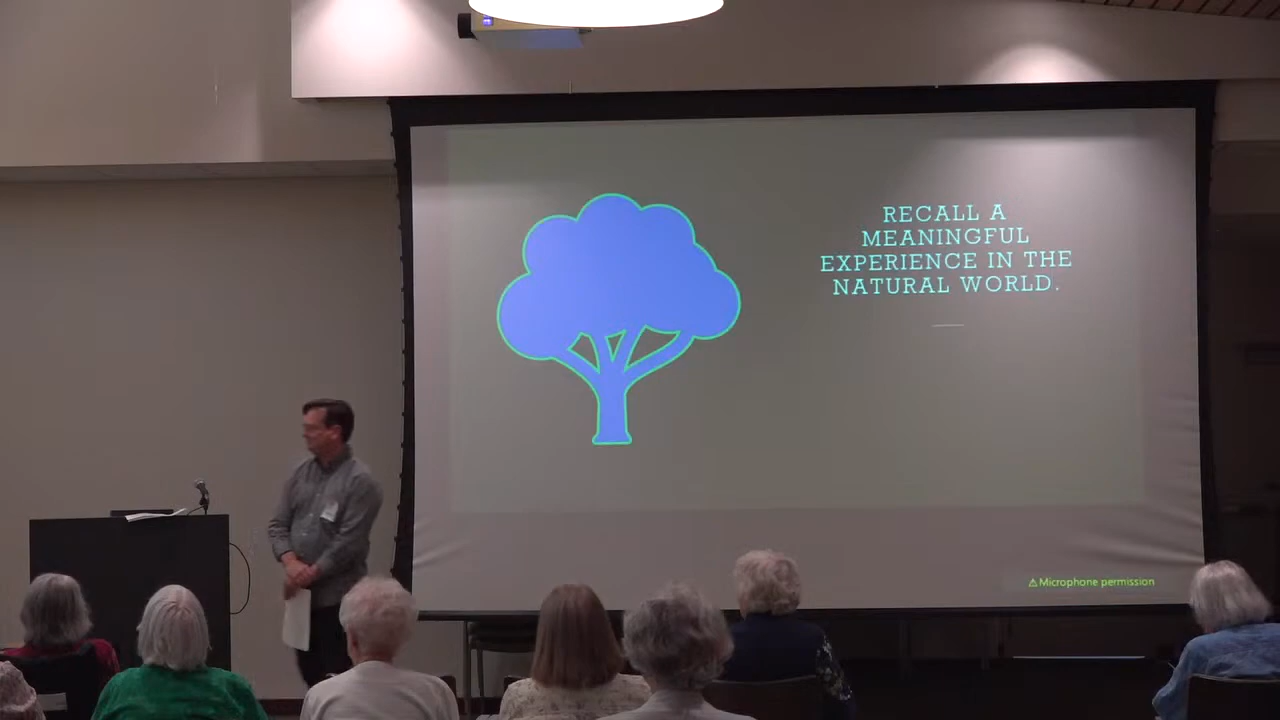 RECALL A
MEANINGFUL
EXPERIENCE IN THE
NATURAL WORLD.
⚠Microphone permission